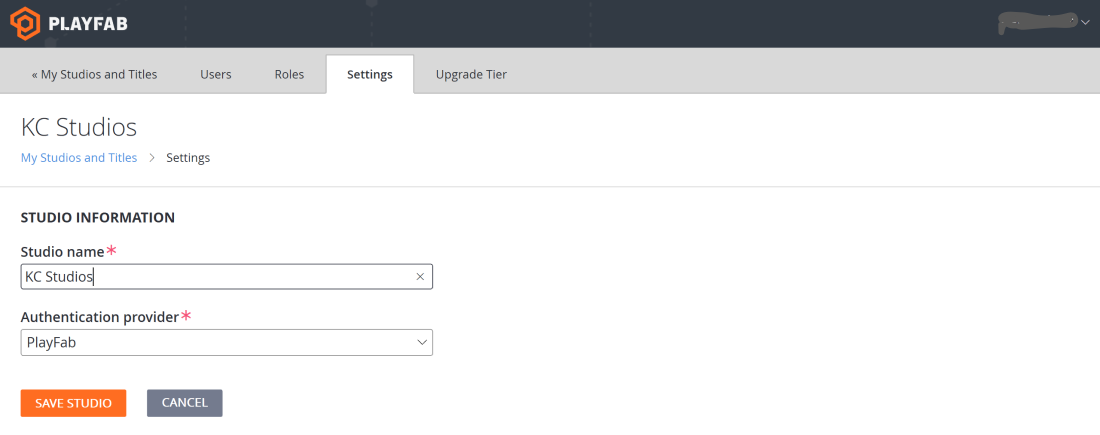 PLAYFAB
« My Studios and Titles Users Roles Settings Upgrade Tier
KC Studios
My Studios and Titles > Settings
STUDIO INFORMATION
Studio name*
KC Studios
Authentication provider*
PlayFab
SAVE STUDIO CANCEL